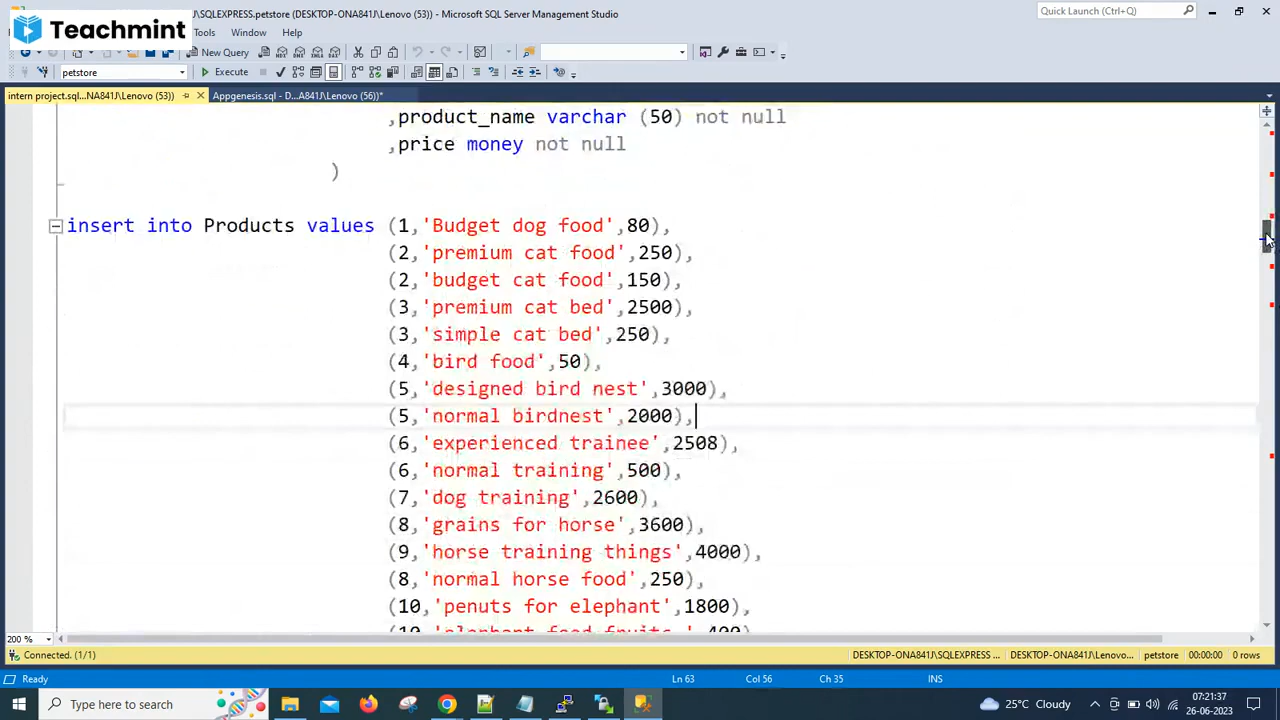 JSQLEXPRESS.petstore (DESKTOP-ONA841J\Lenovo (53)) - Microsoft SQL Server Management Studio
Quick Launch (Ctrl+Q)
Teachmint
Tools Window Help
New Query
petstore Execute
intern project.sql...NA841J\Lenovo (53)) Appgenesis.sql - D...A841J\Lenovo (56))*
,product_name varchar (50) not null
,price money not null
)
insert into Products values (1,'Budget dog food',80),
(2,'premium cat food',250),
(2,'budget cat food',150),
(3,'premium cat bed',2500),
(3,'simple cat bed',250),
(4,'bird food',50),
(5,'designed bird nest',3000),
(5,'normal birdnest',2000),
(6,'experienced trainee',2508),
(6,'normal training',500),
(7,'dog training',2600),
(8,'grains for horse',3600),
(9,'horse training things',4000),
(8,'normal horse food',250),
(10,'penuts for elephant',1800),
200 %
Connected. (1/1) DESKTOP-ONA841J\SQLEXPRESS ... DESKTOP-ONA841J\Lenovo... petstore 00:00:00 0 rows
Ready Ln 63 Col 56 Ch 35 INS
Type here to search 25°C Cloudy 07:21:37
26-06-2023